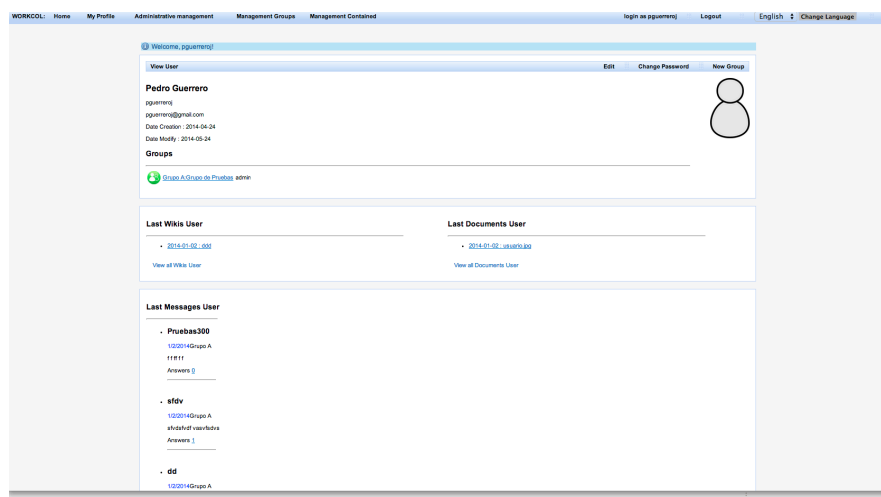 WORKCOL: Home My Profile Administrative management Management Groups Management Contained login as pguerreroj Logout English Change Language
Welcome, pguerreroj!
View User Edit Change Password New Group
Pedro Guerrero
pguerreroj
pguerreroj@gmail.com
Date Creation : 2014-04-24
Date Modify : 2014-05-24
Groups
Grupo A:Grupo de Pruebas admin
Last Wikis User
2014-01-02 : ddd
View all Wikis User
Last Documents User
2014-01-02 : usuario.jpg
View all Documents User
Last Messages User
Pruebas300
1/2/2014Grupo A
Answers 0
sfdv
1/2/2014Grupo A
sfvdsfvdf vasvfsdvs
Answers 1
dd
1/2/2014Grupo A